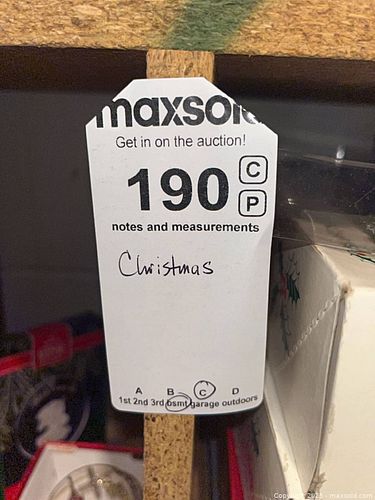 maxsold
Get in on the auction!
190 C P
notes and measurements
Christmas
A B C D
1st 2nd 3rd bsmt garage outdoors
Copyright 2023 - maxsold.com